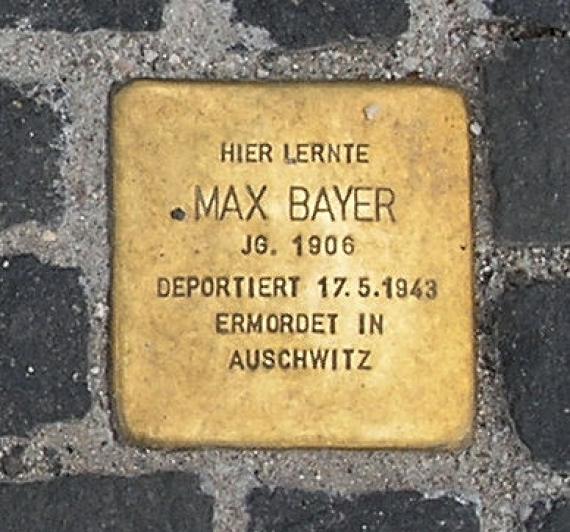 HIER LERNTE
MAX BAYER
JG. 1906
DEPORTIERT 17.5.1943
ERMORDET IN
AUSCHWITZ